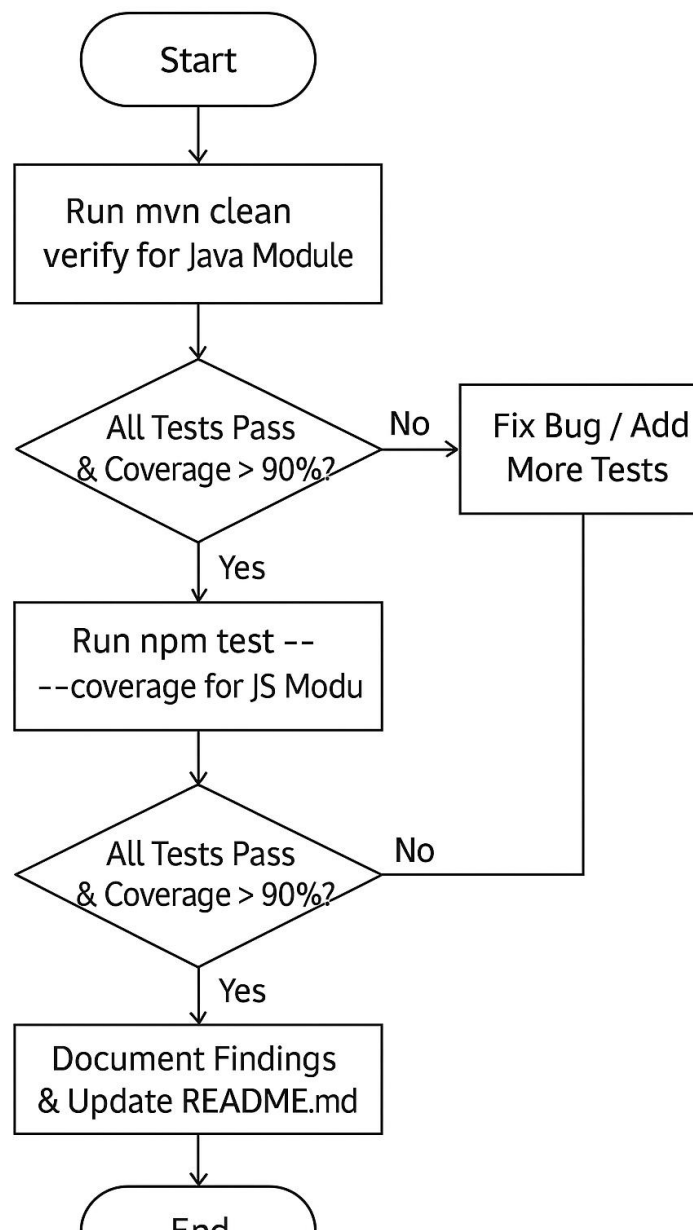 Start
Run mvn clean
verify for Java Module
All Tests Pass
& Coverage > 90%?
No
Fix Bug / Add
More Tests
Yes
Run npm test --
--coverage for JS Modu
All Tests Pass
& Coverage > 90%?
No
Yes
Document Findings
& Update README.md
End